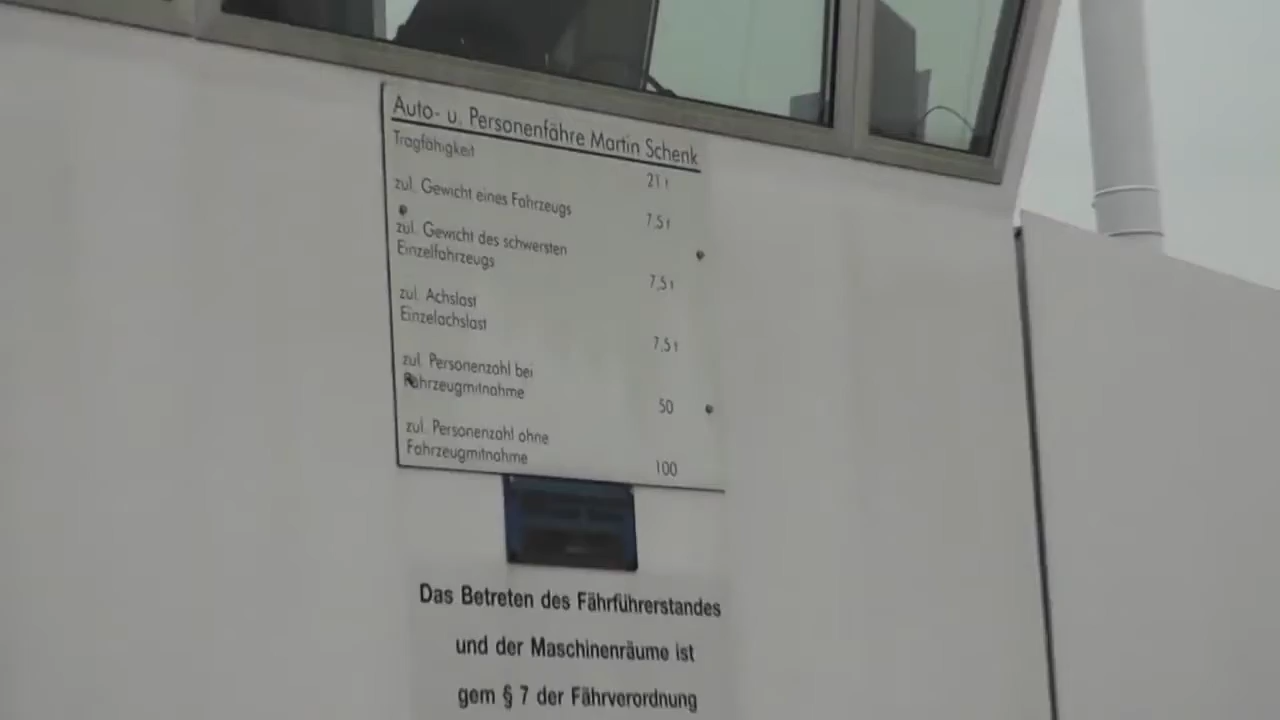 Auto- u. Personenfähre Martin Schenk
Tragfähigkeit
21 t
zul. Gewicht eines Fahrzeugs
7,5 t
zul. Gewicht des schwersten
Einzelfahrzeugs
7,5 t
zul. Achslast
Einzelachslast
7,5 t
zul. Personenzahl bei
Fahrzeugmitnahme
50
zul. Personenzahl ohne
Fahrzeugmitnahme
100
Das Betreten des Fährführerstandes
und der Maschinenräume ist
gem § 7 der Fährverordnung